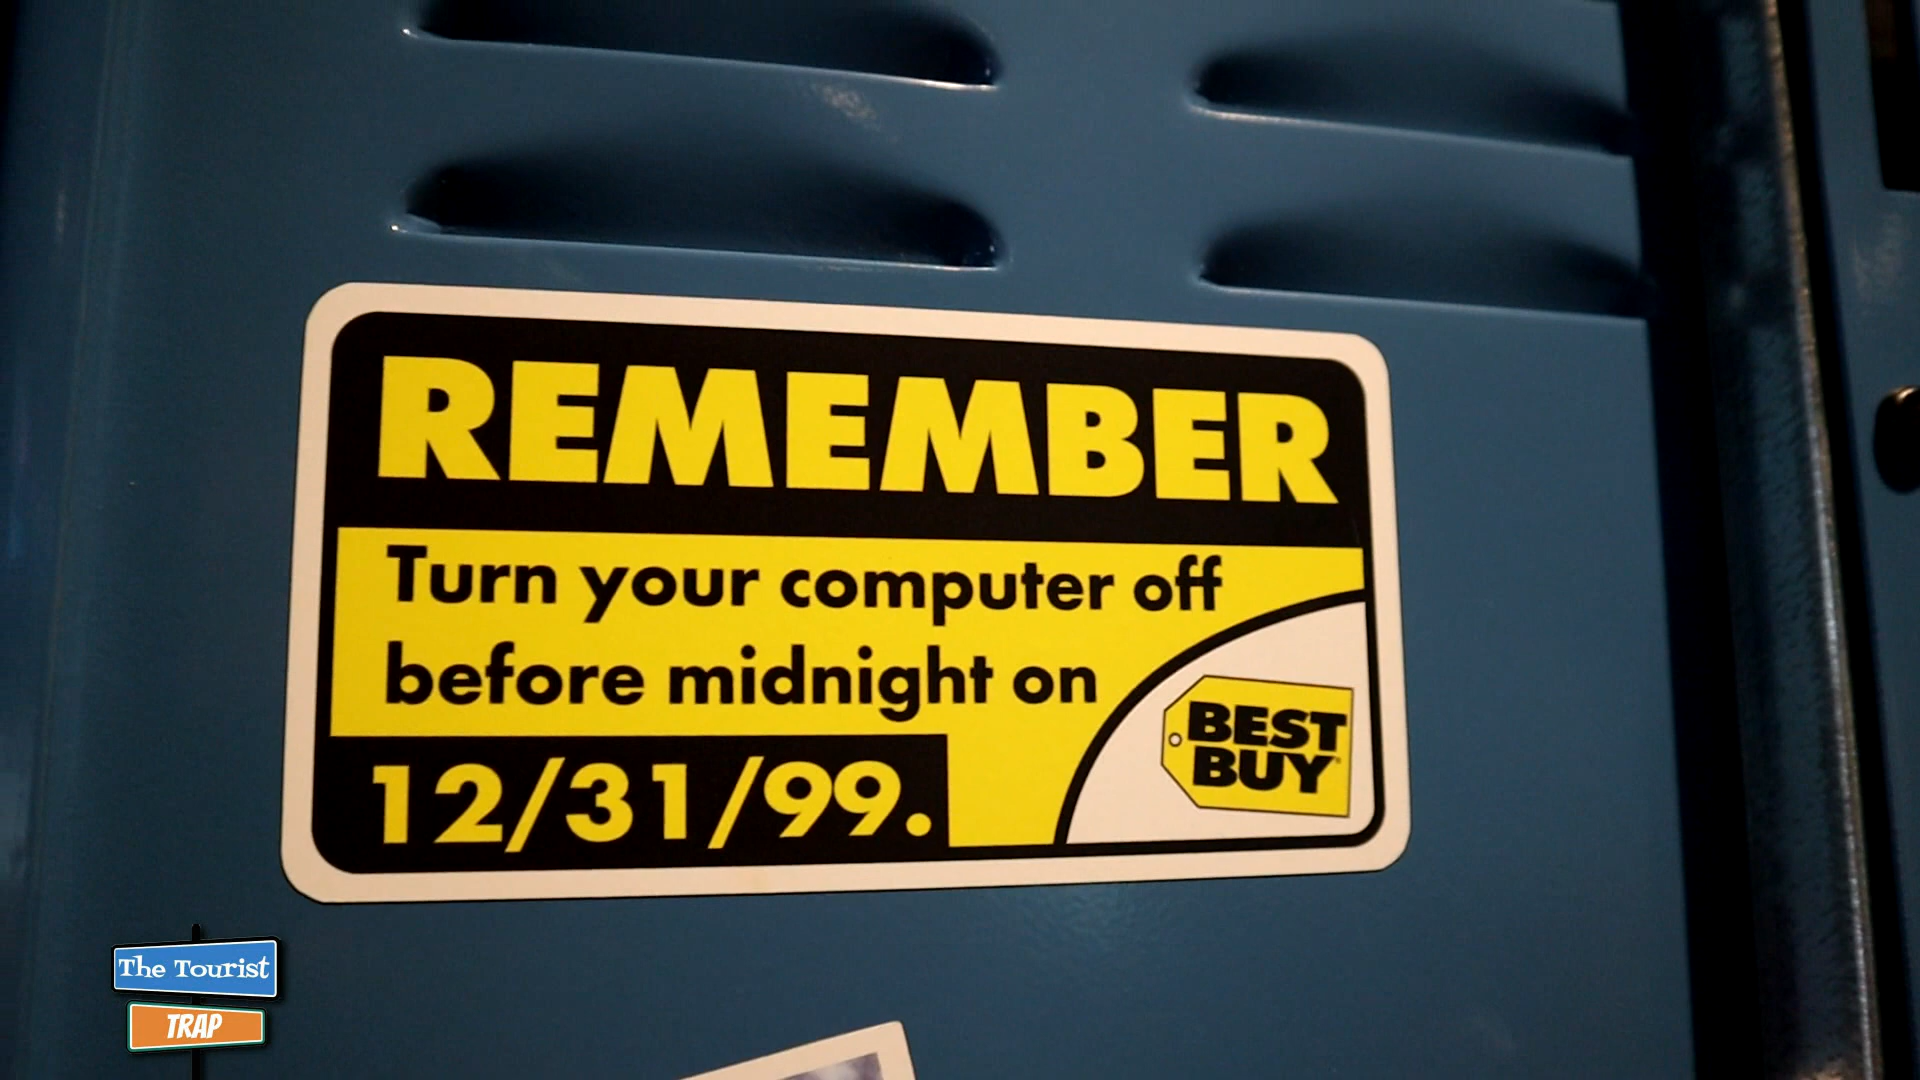 REMEMBER
Turn your computer off
before midnight on
12/31/99.
BEST
BUY
The Tourist
TRAP